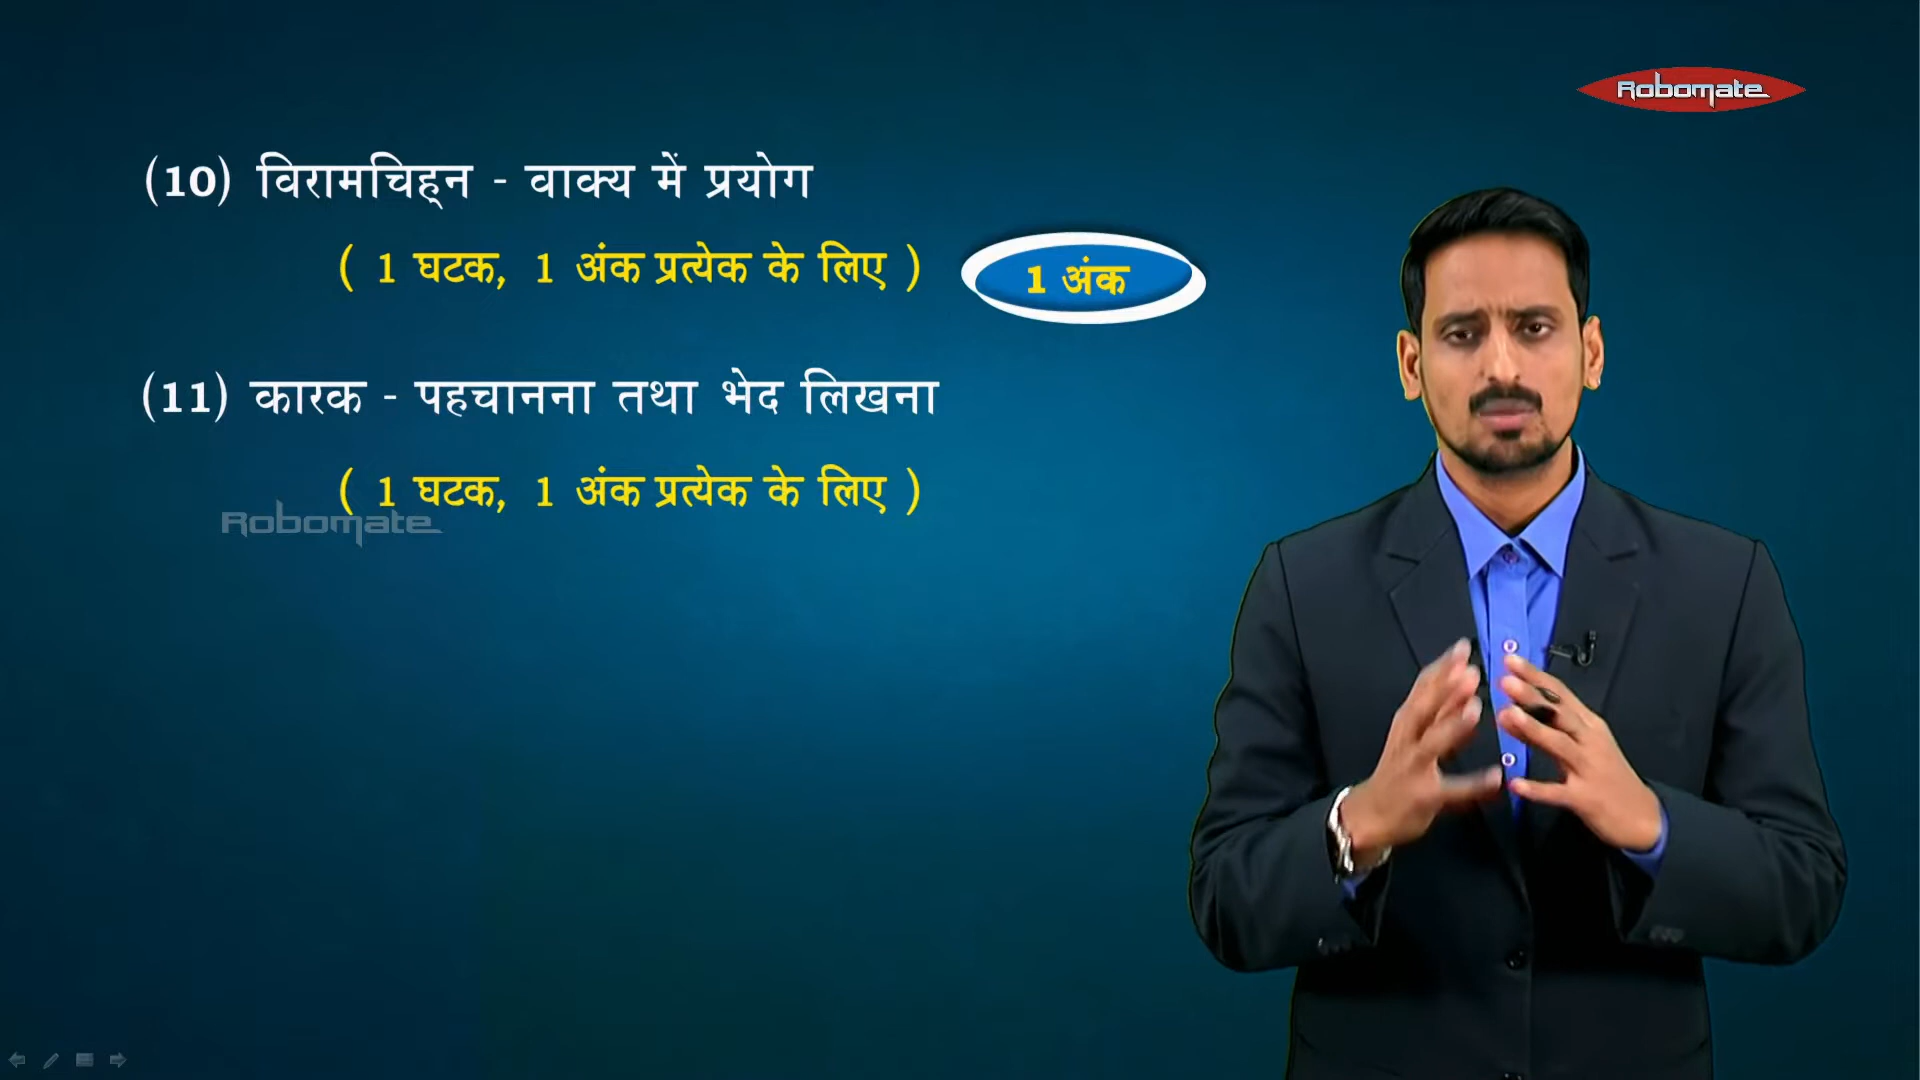 Robomate
(10) विरामचिह्न - वाक्य में प्रयोग
( 1 घटक, 1 अंक प्रत्येक के लिए )
1 अंक
(11) कारक - पहचानना तथा भेद लिखना
( 1 घटक, 1 अंक प्रत्येक के लिए )
Robomate